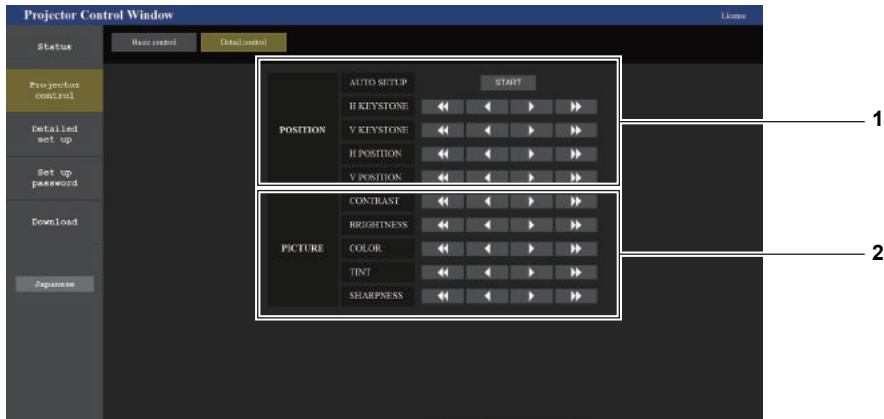 Projector Control Window
License
Status
Basic control
Detail control
Projector control
Detailed set up
Set up password
Download
Japanese
POSITION
AUTO SETUP
START
H KEYSTONE
V KEYSTONE
H POSITION
V POSITION
1
PICTURE
CONTRAST
BRIGHTNESS
COLOR
TINT
SHARPNESS
2